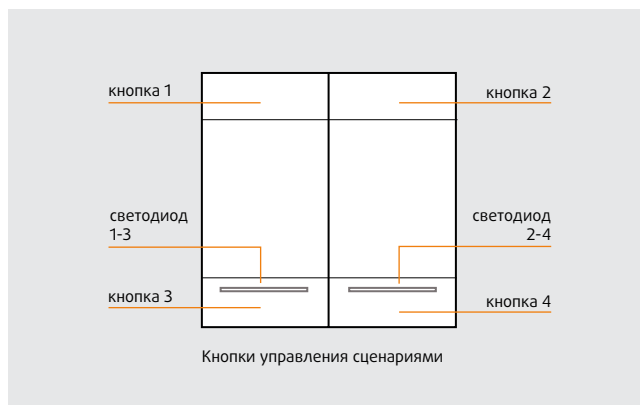 кнопка 1
кнопка 2
светодиод
1-3
светодиод
2-4
кнопка 3
кнопка 4
Кнопки управления сценариями